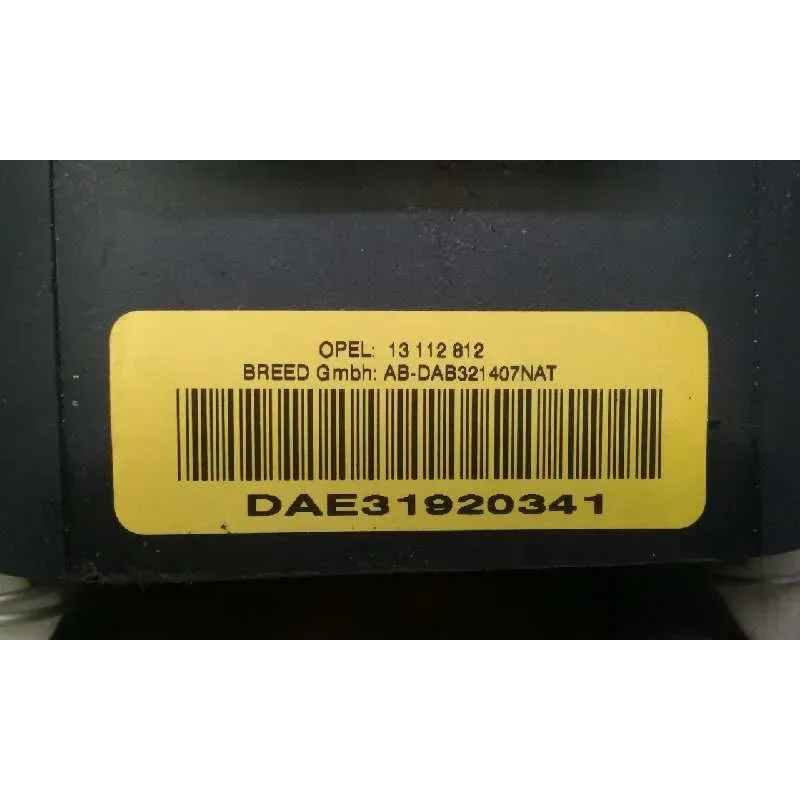 OPEL: 13 112 812
BREED Gmbh: AB-DAB321407NAT
DAE31920341